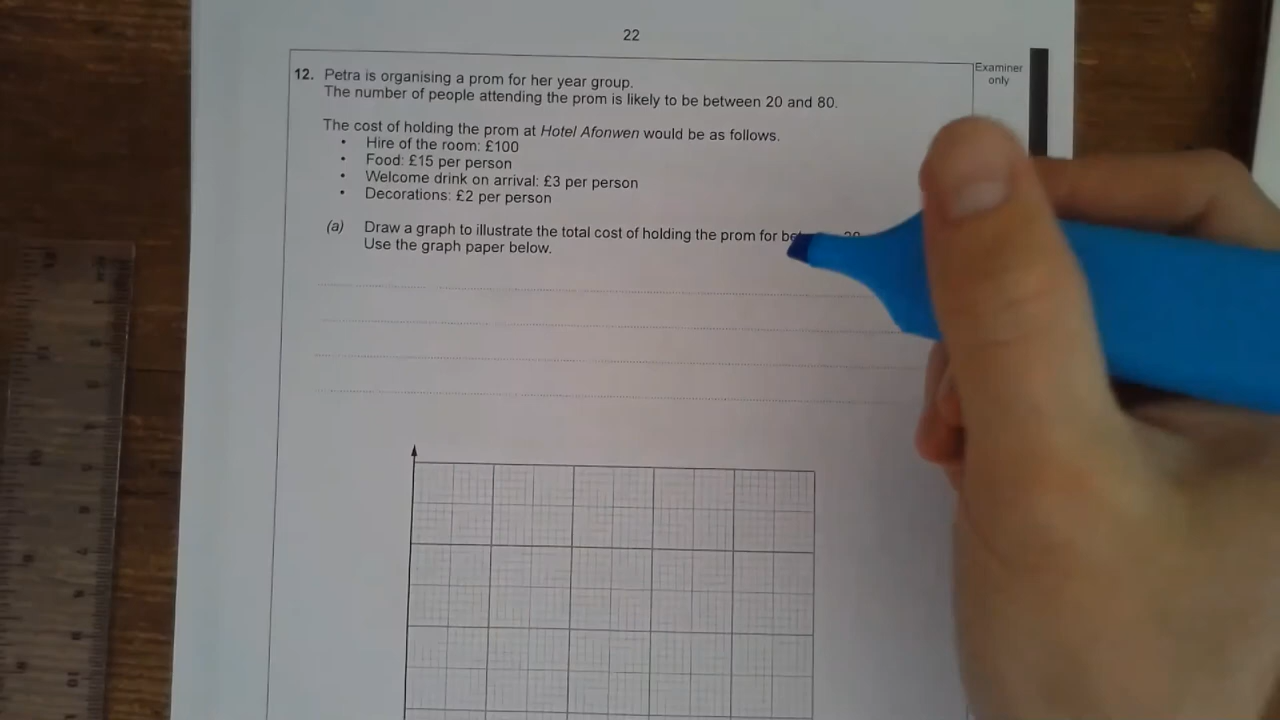 22
Examiner
only
12. Petra is organising a prom for her year group.
The number of people attending the prom is likely to be between 20 and 80.
The cost of holding the prom at Hotel Afonwen would be as follows.
• Hire of the room: £100
• Food: £15 per person
• Welcome drink on arrival: £3 per person
• Decorations: £2 per person
(a) Draw a graph to illustrate the total cost of holding the prom for
Use the graph paper below.